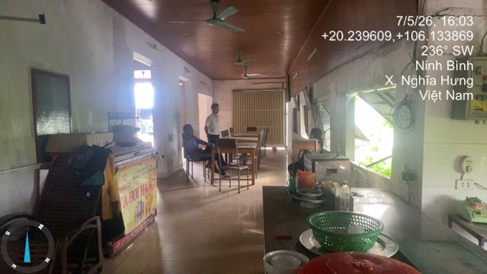 7/5/26, 16:03
+20.239609,+106.133869
236° SW
Ninh Bình
X. Nghĩa Hưng
Việt Nam